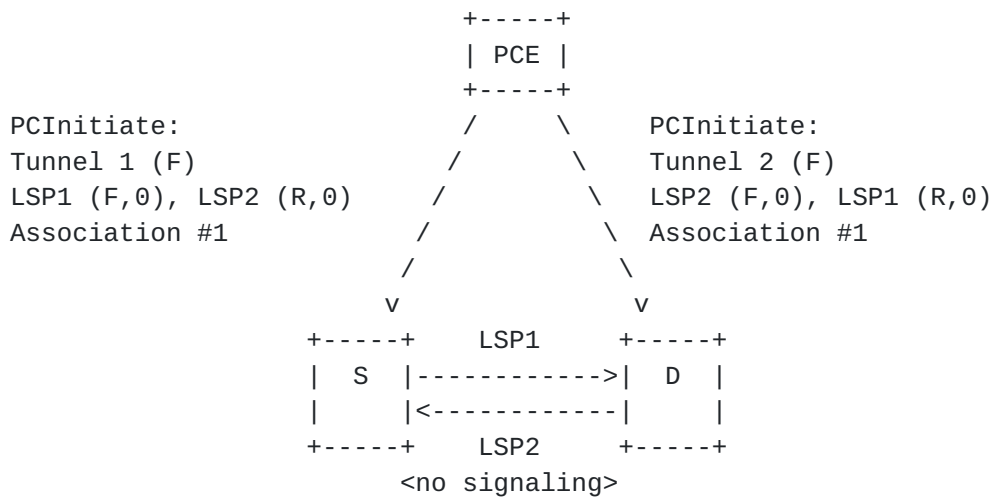 +-----+
| PCE |
+-----+
PCInitiate: / \ PCInitiate:
Tunnel 1 (F) / \ Tunnel 2 (F)
LSP1 (F,0), LSP2 (R,0) / \ LSP2 (F,0), LSP1 (R,0)
Association #1 / \ Association #1
/ \
v v
+-----+ LSP1 +-----+
| S |------------>| D |
| |<------------| |
+-----+ LSP2 +-----+
<no signaling>